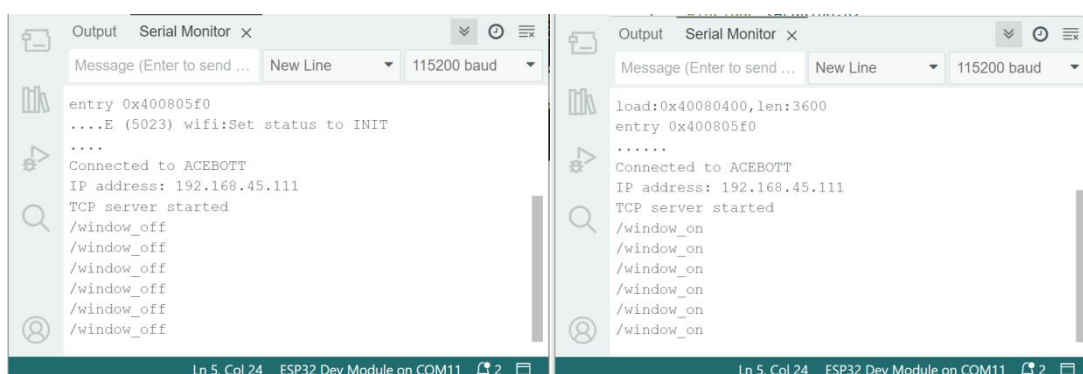 Output Serial Monitor ×
Message (Enter to send ... New Line 115200 baud
entry 0x400805f0
....E (5023) wifi:Set status to INIT
....
Connected to ACEBOTT
IP address: 192.168.45.111
TCP server started
/window_off
/window_off
/window_off
/window_off
/window_off
/window_off
Ln 5, Col 24 ESP32 Dev Module on COM11 2
Output Serial Monitor ×
Message (Enter to send ... New Line 115200 baud
load:0x40080400,len:3600
entry 0x400805f0
......
Connected to ACEBOTT
IP address: 192.168.45.111
TCP server started
/window_on
/window_on
/window_on
/window_on
/window_on
/window_on
Ln 5, Col 24 ESP32 Dev Module on COM11 2